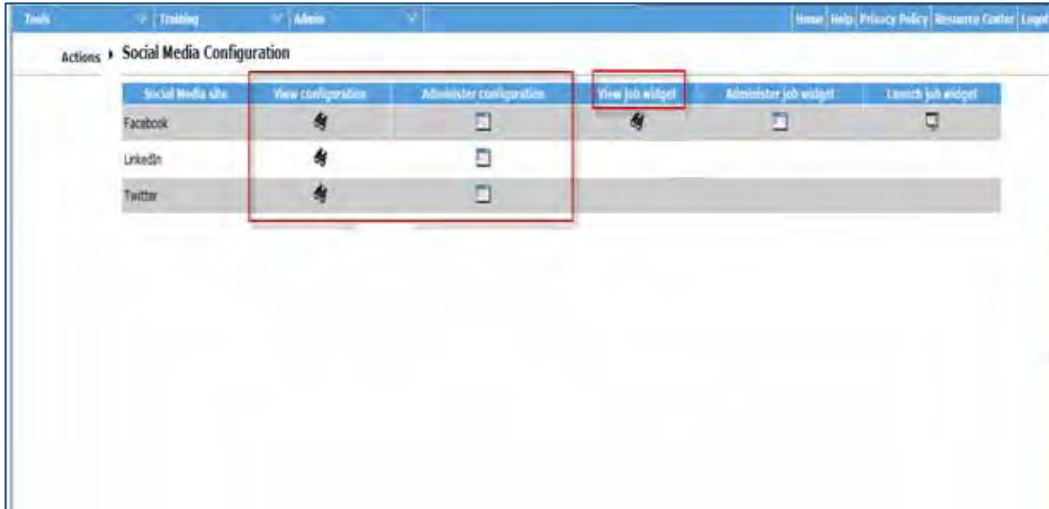 Tools Training Admin Home Help Privacy Policy Resource Center Logout
Actions Social Media Configuration
Social Media site View configuration Administer configuration View job widget Administer job widget Launch job widget
Facebook
LinkedIn
Twitter